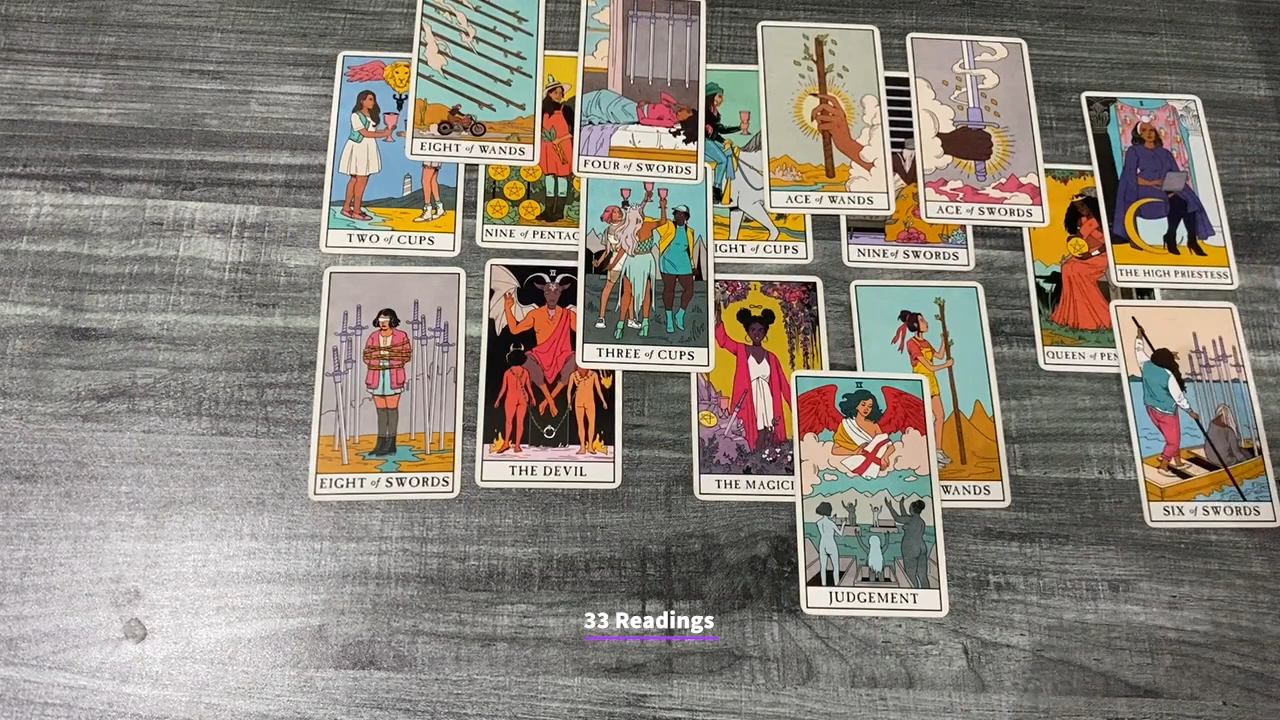 EIGHT of WANDS
FOUR of SWORDS
ACE of WANDS
ACE of SWORDS
TWO of CUPS
NINE of PENTAC
IGHT of CUPS
NINE of SWORDS
THE HIGH PRIESTESS
THREE of CUPS
QUEEN of PEN
II
I
EIGHT of SWORDS
THE DEVIL
THE MAGICI
WANDS
SIX of SWORDS
JUDGEMENT
33 Readings